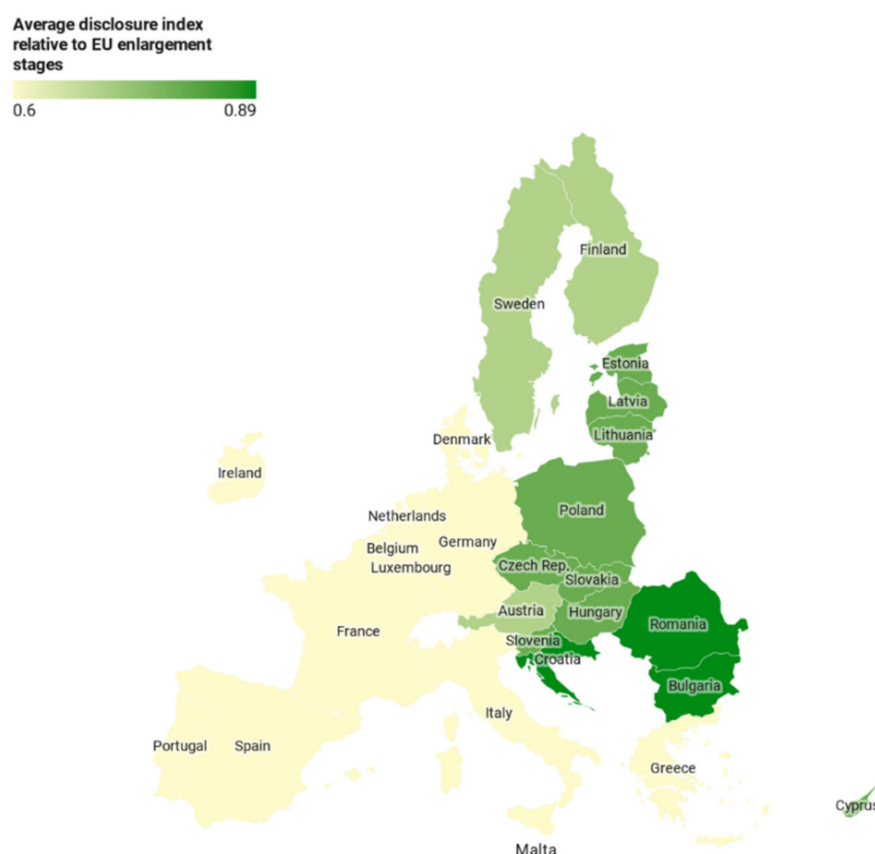 Average disclosure index
relative to EU enlargement
stages
0.6 0.89
Finland
Sweden
Estonia
Latvia
Lithuania
Denmark
Ireland
Poland
Netherlands
Germany
Belgium
Luxembourg
Czech Rep.
Slovakia
Austria
Hungary
Romania
France
Slovenia
Croatia
Bulgaria
Italy
Portugal
Spain
Greece
Cyprus
Malta